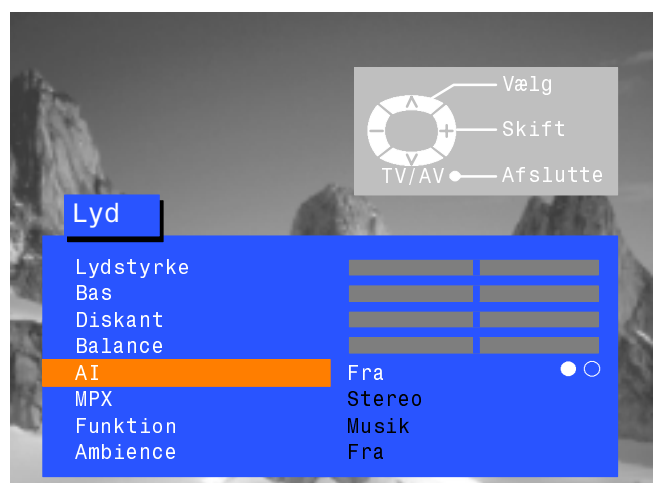 Vælg
Skift
TV/AV Afslutte
Lyd
Lydstyrke
Bas
Diskant
Balance
AI Fra
MPX Stereo
Funktion Musik
Ambience Fra